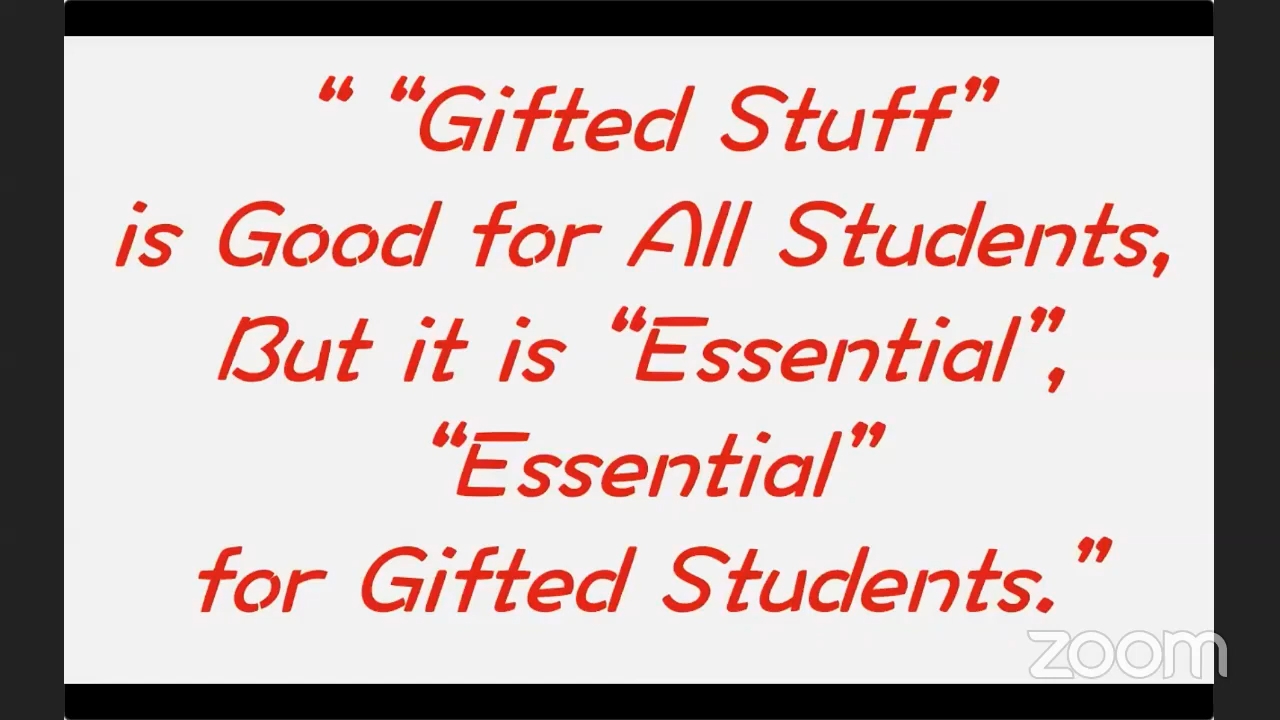 “ “Gifted Stuff”
is Good for All Students,
But it is “Essential”,
“Essential”
for Gifted Students.”
zoom